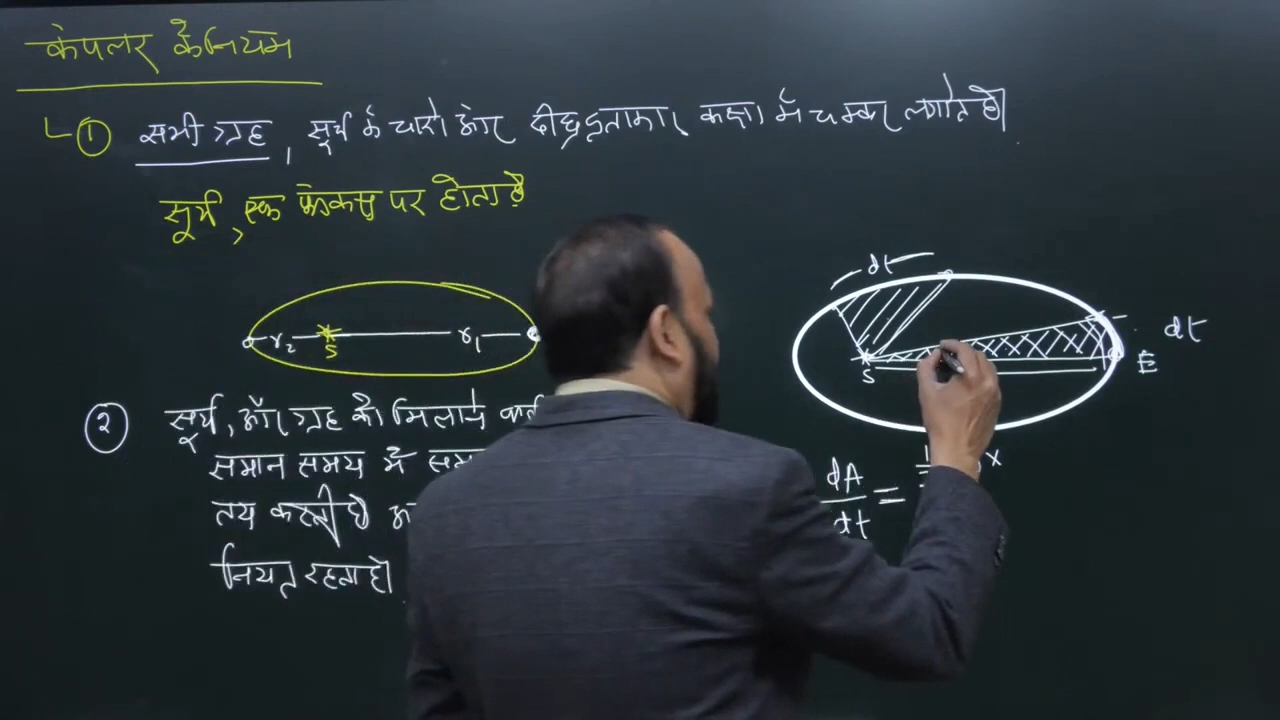 केपलर के नियम
① सभी ग्रह, सूर्य के चारो ओर दीर्घवृताकार कक्षा में चक्कर लगाते है।
सूर्य, एक फोकस पर होता है
r₂ S r₁
② सूर्य, और ग्रह को मिलाने
समान समय में
तय करती है
नियत रहता है।
dt
dt
S E
dA
dt
=
x